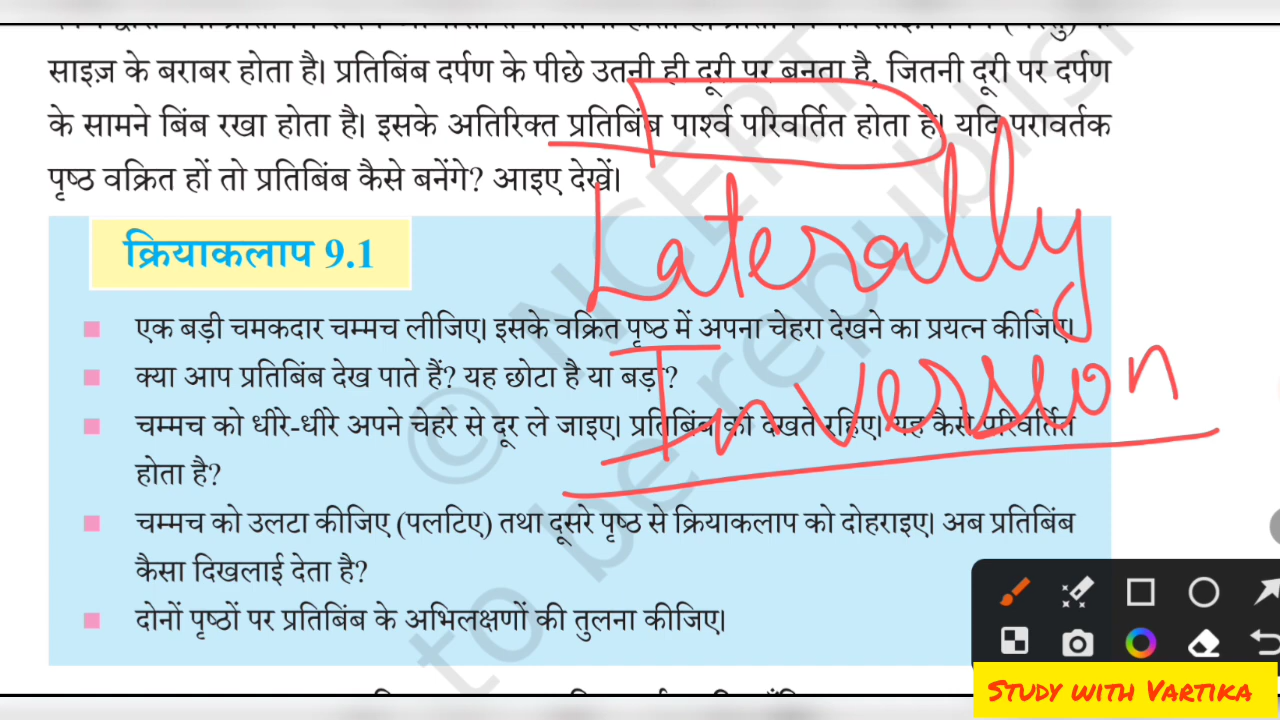 साइज़ के बराबर होता है। प्रतिबिंब दर्पण के पीछे उतनी ही दूरी पर बनता है, जितनी दूरी पर दर्पण
के सामने बिंब रखा होता है। इसके अतिरिक्त प्रतिबिंब पार्श्व परिवर्तित होता है। यदि परावर्तक
पृष्ठ वक्रित हों तो प्रतिबिंब कैसे बनेंगे? आइए देखें।
Laterally
Inversion
क्रियाकलाप 9.1
एक बड़ी चमकदार चम्मच लीजिए। इसके वक्रित पृष्ठ में अपना चेहरा देखने का प्रयत्न कीजिए।
क्या आप प्रतिबिंब देख पाते हैं? यह छोटा है या बड़ा?
चम्मच को धीरे-धीरे अपने चेहरे से दूर ले जाइए। प्रतिबिंब को देखते रहिए। यह कैसे परिवर्तित
होता है?
चम्मच को उलटा कीजिए (पलटिए) तथा दूसरे पृष्ठ से क्रियाकलाप को दोहराइए। अब प्रतिबिंब
कैसा दिखलाई देता है?
दोनों पृष्ठों पर प्रतिबिंब के अभिलक्षणों की तुलना कीजिए।
© NCERT
to be republis
STUDY WITH VARTIKA